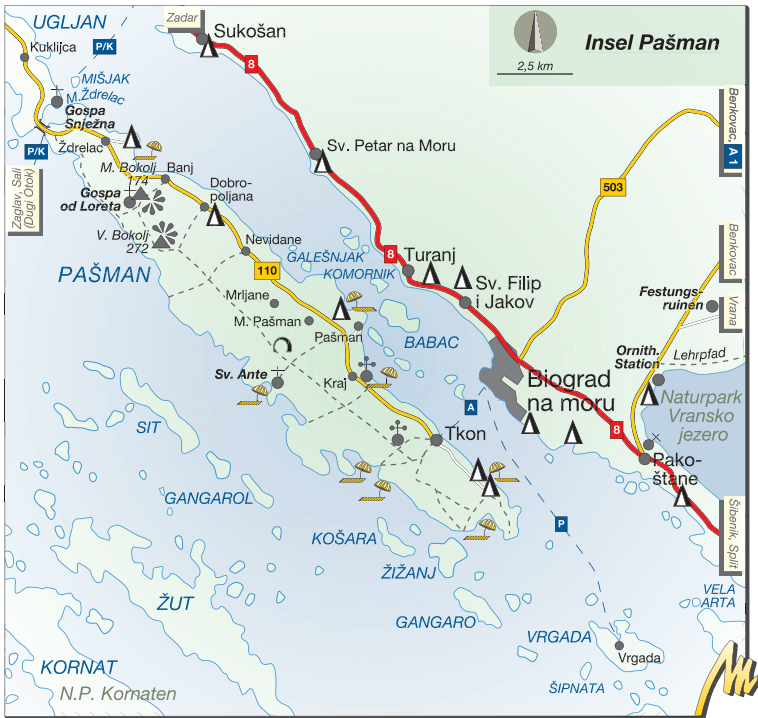 UGLJAN
Zadar
Sukošan
Insel Pašman
2,5 km
Kukljica
P/K
8
MIŠJAK
M.Ždrelac
Gospa
Snježna
Ždrelac
P/K
Zaglav, Sali
(Dugi Otok)
M. Bokolj
174
Banj
Gospa
od Loreta
Dobro-
poljana
V. Bokolj
272
Nevidane
Sv. Petar na Moru
Benkovac,
A 1
503
PAŠMAN
110
GALEŠNJAK
KOMORNIK
8
Turanj
Sv. Filip
i Jakov
Benkovac
Festungs-
ruinen
Vrana
Mrljane
M. Pašman
Pašman
BABAC
Ornith.
Station
Lehrpfad
Sv. Ante
Kraj
Biograd
na moru
Naturpark
Vransko
jezero
A
8
SIT
Tkon
Pako-
štane
GANGAROL
Šibenik, Split
P
KOŠARA
ŽIŽANJ
ŽUT
GANGARO
VELA
ARTA
VRGADA
Vrgada
KORNAT
N.P. Kornaten
ŠIPNATA